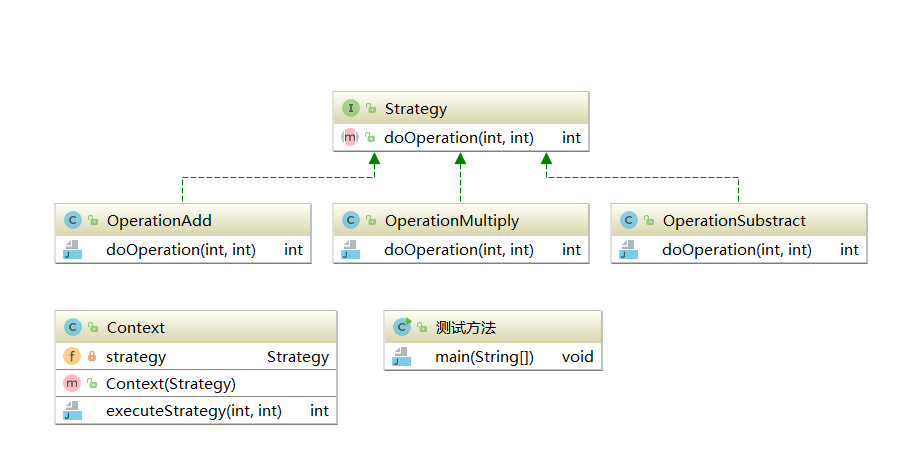 I Strategy
m doOperation(int, int) int
C OperationAdd
J doOperation(int, int) int
C OperationMultiply
J doOperation(int, int) int
C OperationSubstract
J doOperation(int, int) int
C Context
f strategy Strategy
m Context(Strategy)
J executeStrategy(int, int) int
C 测试方法
J main(String[]) void